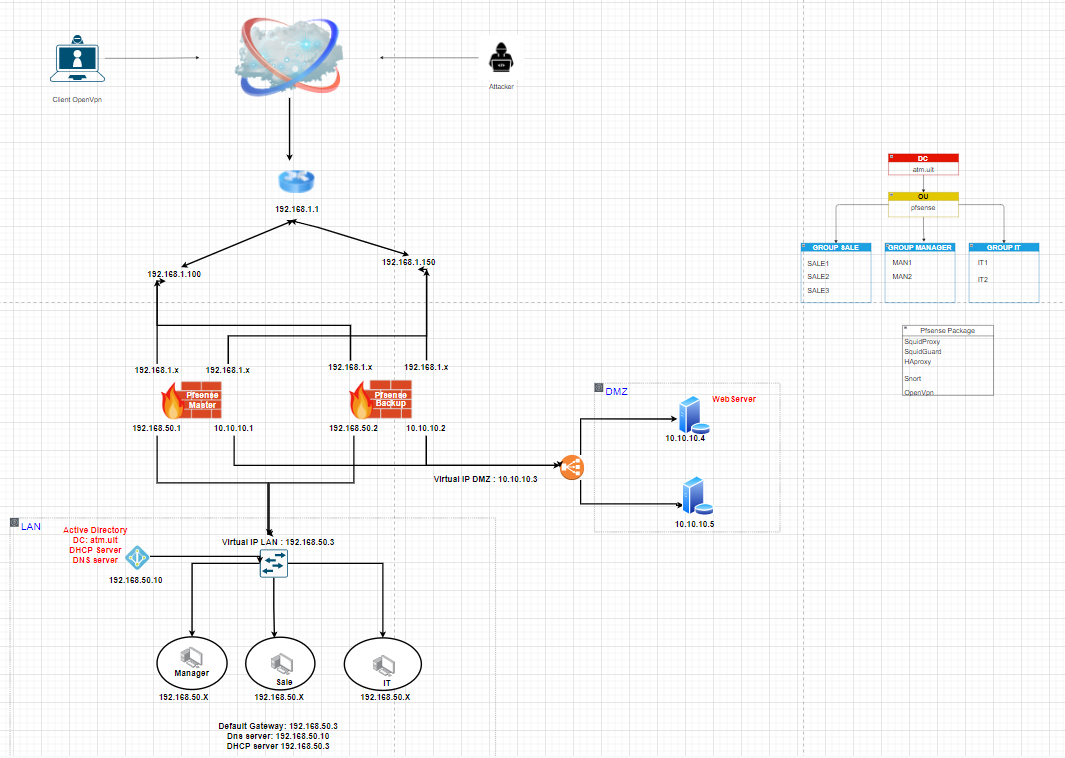 Client OpenVpn
Attacker
192.168.1.1
192.168.1.100
192.168.1.150
192.168.1.x
192.168.1.x
192.168.1.x
192.168.1.x
Pfsense
Master
Pfsense
Backup
192.168.50.1
10.10.10.1
192.168.50.2
10.10.10.2
Virtual IP DMZ : 10.10.10.3
DMZ
WebServer
10.10.10.4
10.10.10.5
LAN
Active Directory
DC: atm.uit
DHCP Server
DNS server
192.168.50.10
Virtual IP LAN : 192.168.50.3
Manager
Sale
IT
192.168.50.X
192.168.50.X
192.168.50.X
Default Gateway: 192.168.50.3
Dns server: 192.168.50.10
DHCP server 192.168.50.3
DC
atm.uit
OU
pfsense
GROUP SALE
SALE1
SALE2
SALE3
GROUP MANAGER
MAN1
MAN2
GROUP IT
IT1
IT2
Pfsense Package
SquidProxy
SquidGuard
HAproxy
Snort
OpenVpn